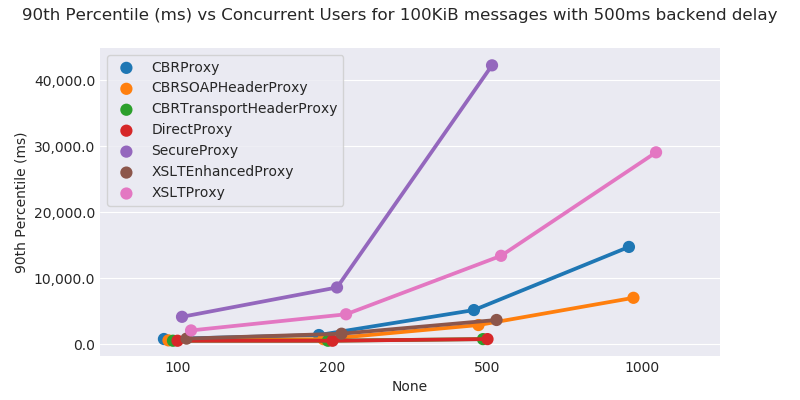 90th Percentile (ms) vs Concurrent Users for 100KiB messages with 500ms backend delay
CBRProxy
CBRSOAPHeaderProxy
CBRTransportHeaderProxy
DirectProxy
SecureProxy
XSLTEnhancedProxy
XSLTProxy
90th Percentile (ms)
40,000.0
30,000.0
20,000.0
10,000.0
0.0
100
200
500
1000
None